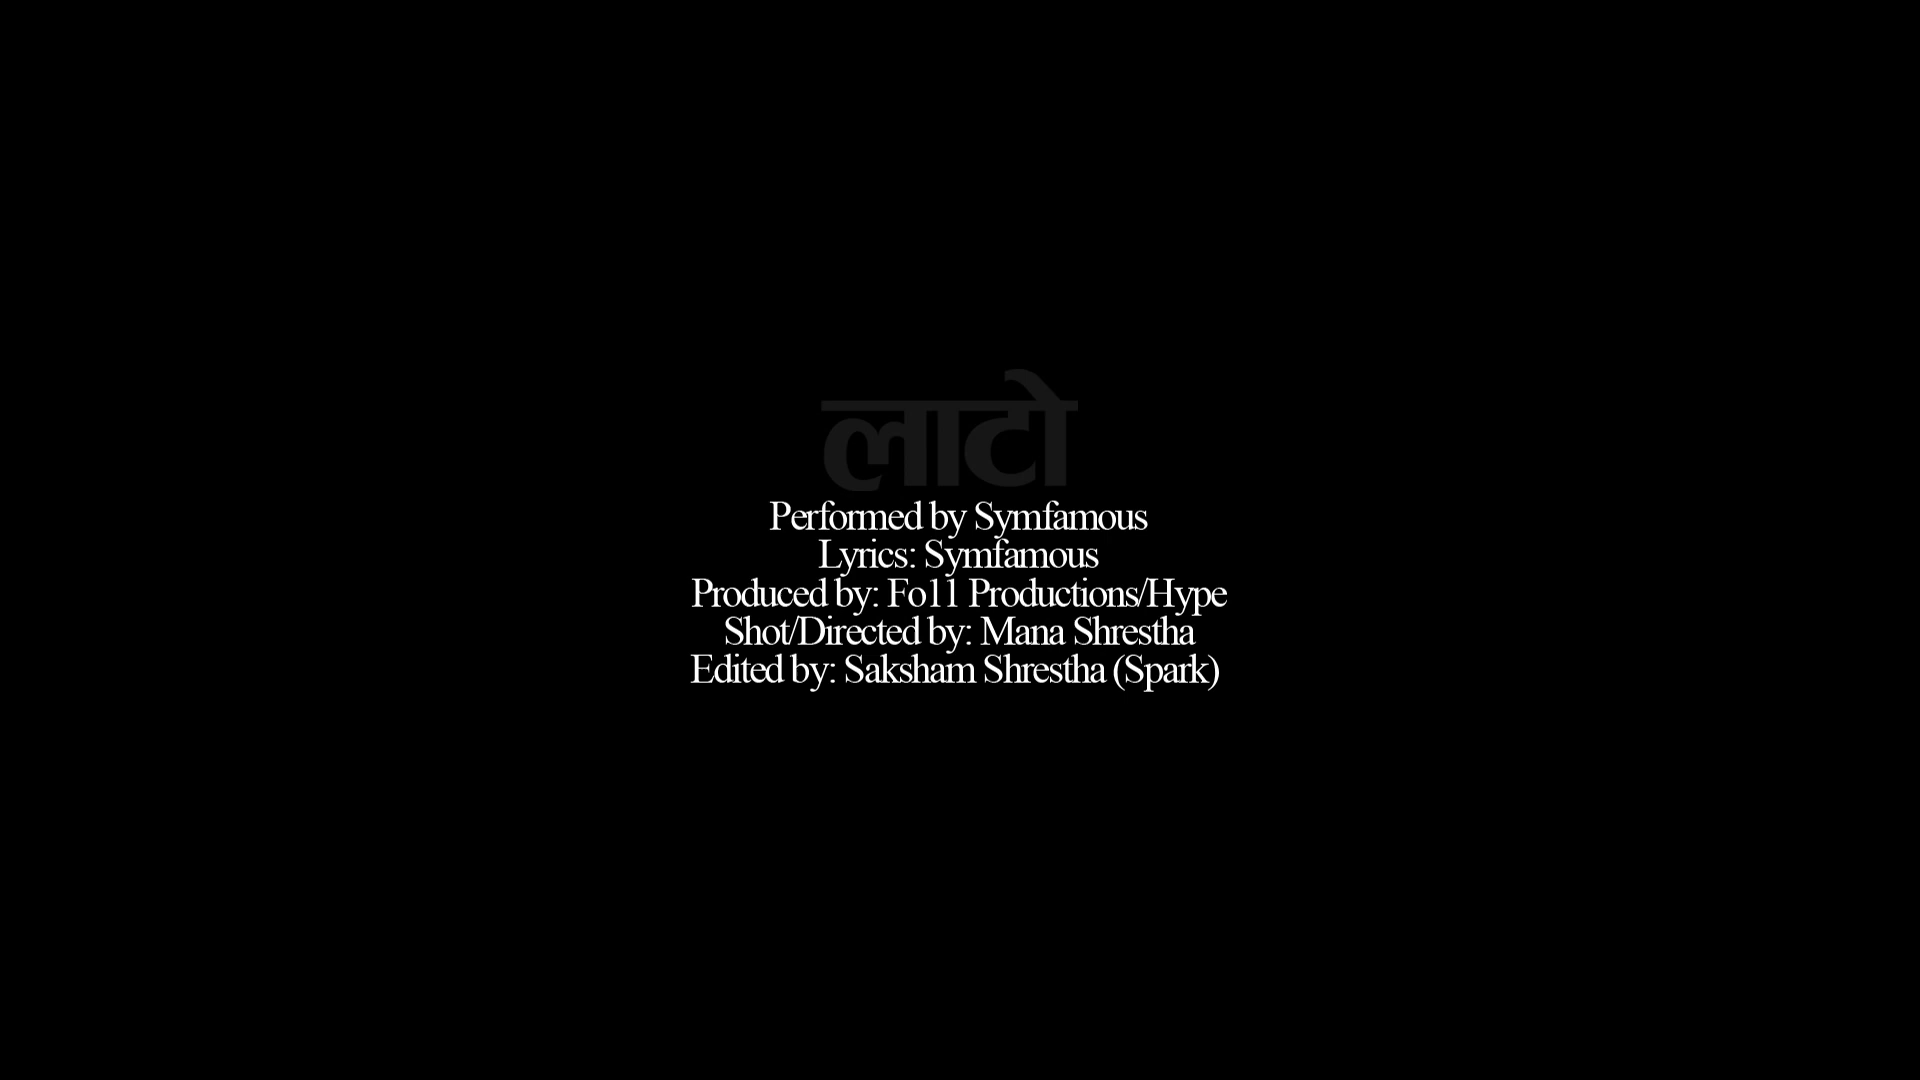 लाटो
Performed by Symfamous
Lyrics: Symfamous
Produced by: Fo11 Productions/Hype
Shot/Directed by: Mana Shrestha
Edited by: Saksham Shrestha (Spark)